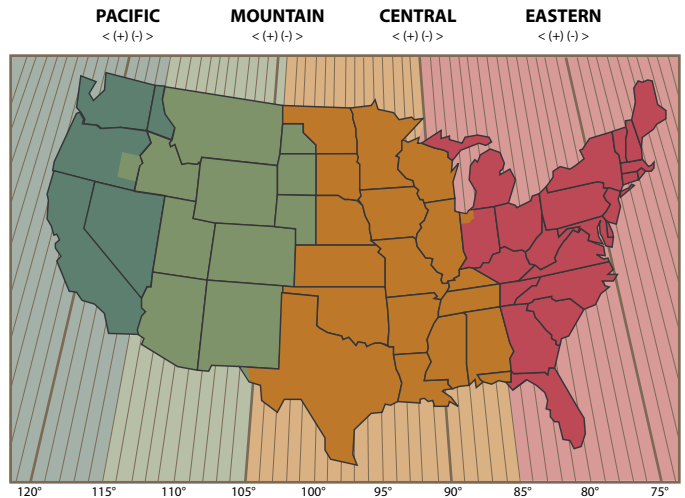 PACIFIC MOUNTAIN CENTRAL EASTERN
< (+) (-) > < (+) (-) > < (+) (-) > < (+) (-) >
120° 115° 110° 105° 100° 95° 90° 85° 80° 75°